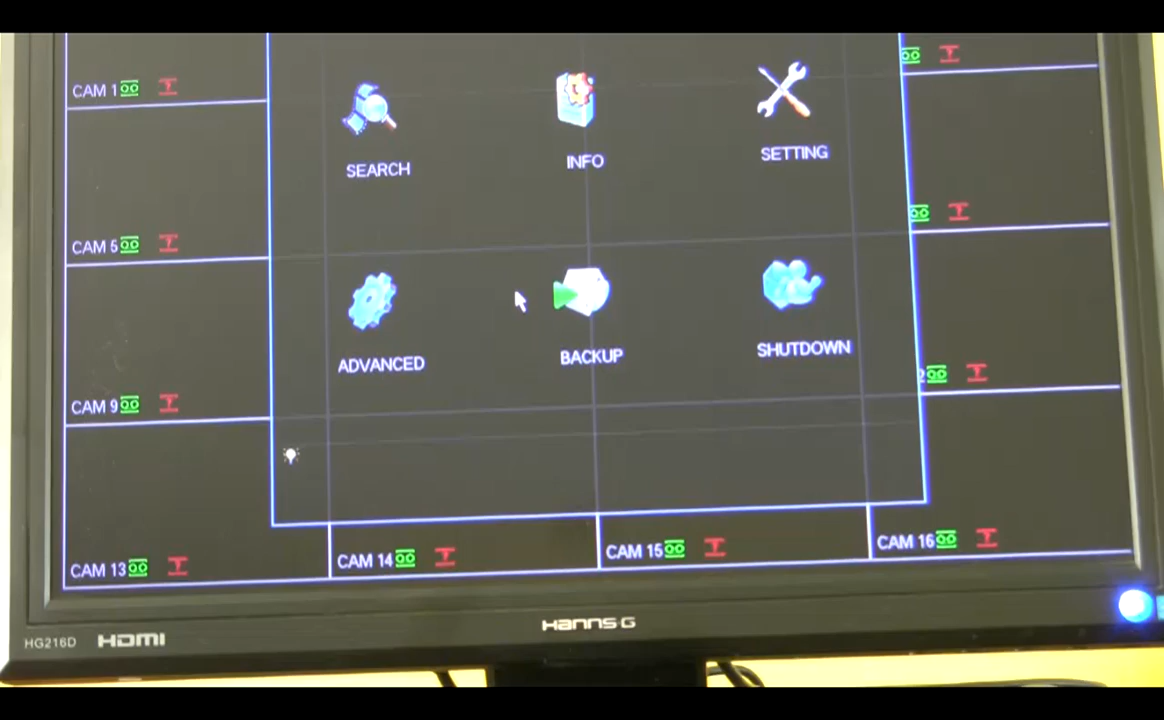 CAM 1
SEARCH
INFO
SETTING
CAM 5
ADVANCED
BACKUP
SHUTDOWN
CAM 9
2
CAM 13
CAM 14
CAM 15
CAM 16
HG216D HDMI
HANNS-G